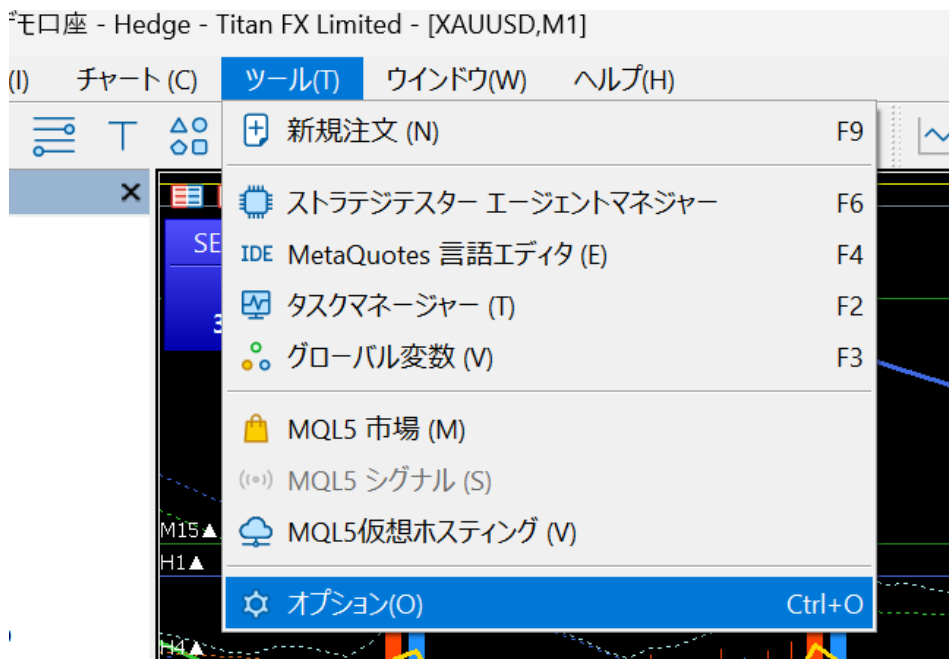 デモ口座 - Hedge - Titan FX Limited - [XAUUSD,M1]
(I) チャート (C) ツール(T) ウインドウ(W) ヘルプ(H)
新規注文 (N) F9
ストラテジテスター エージェントマネジャー F6
SE
IDE MetaQuotes 言語エディタ (E) F4
タスクマネージャー (T) F2
3
グローバル変数 (V) F3
MQL5 市場 (M)
MQL5 シグナル (S)
M15▲
MQL5仮想ホスティング (V)
H1▲
オプション(O) Ctrl+O
H4▲